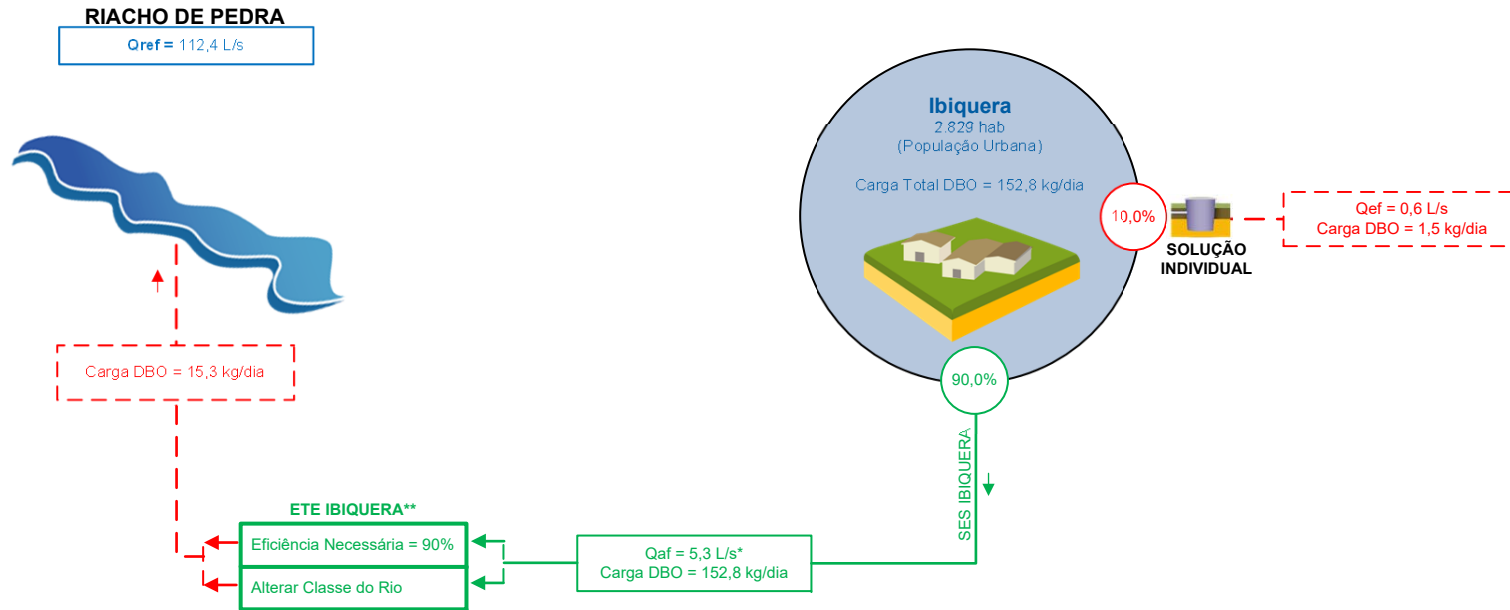 RIACHO DE PEDRA
Qref = 112,4 L/s
Ibiquera
2.829 hab
(População Urbana)
Carga Total DBO = 152,8 kg/dia
10,0%
SOLUÇÃO
INDIVIDUAL
Qef = 0,6 L/s
Carga DBO = 1,5 kg/dia
90,0%
SES IBIQUERA
Carga DBO = 15,3 kg/dia
ETE IBIQUERA**
Eficiência Necessária = 90%
Alterar Classe do Rio
Qaf = 5,3 L/s*
Carga DBO = 152,8 kg/dia